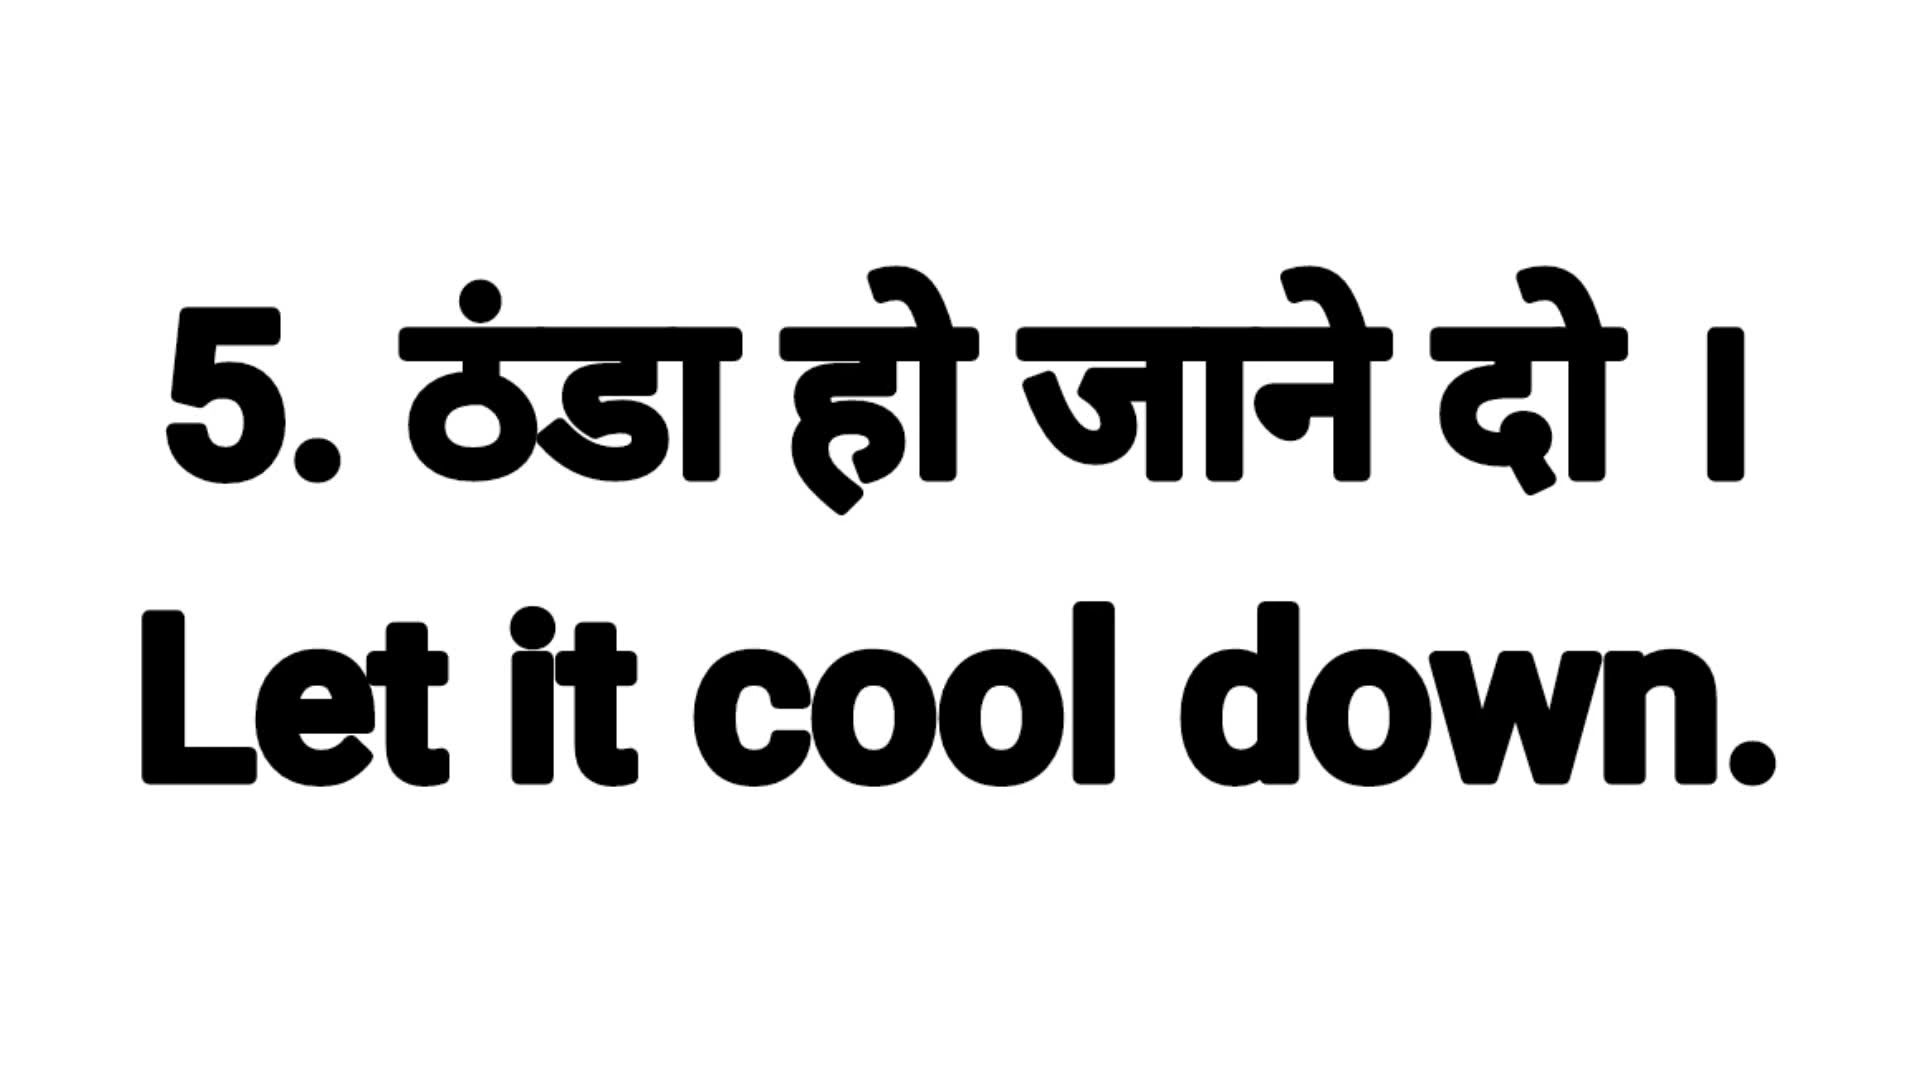 5. ठंडा हो जाने दो ।
Let it cool down.